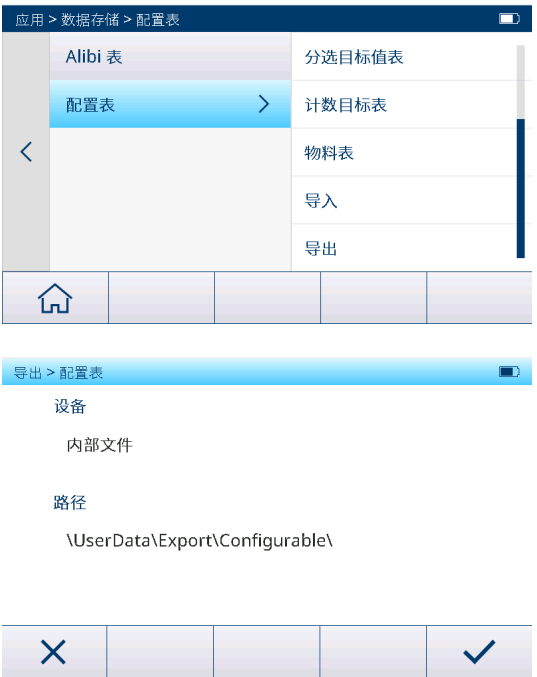 应用 > 数据存储 > 配置表
Alibi 表
配置表
分选目标值表
计数目标表
物料表
导入
导出
导出 > 配置表
设备
内部文件
路径
\UserData\Export\Configurable\